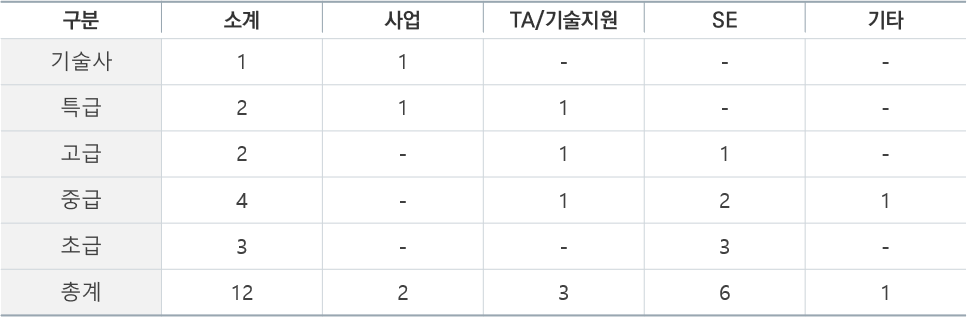 구분 소계 사업 TA/기술지원 SE 기타
기술사 1 1 - - -
특급 2 1 1 - -
고급 2 - 1 1 -
중급 4 - 1 2 1
초급 3 - - 3 -
총계 12 2 3 6 1